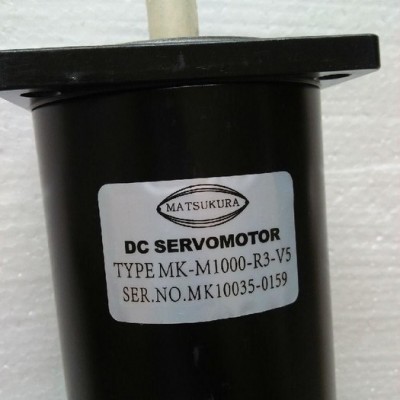 MATSUKURA
DC SERVOMOTOR
TYPE MK-M1000-R3-V5
SER.NO.MK10035-0159